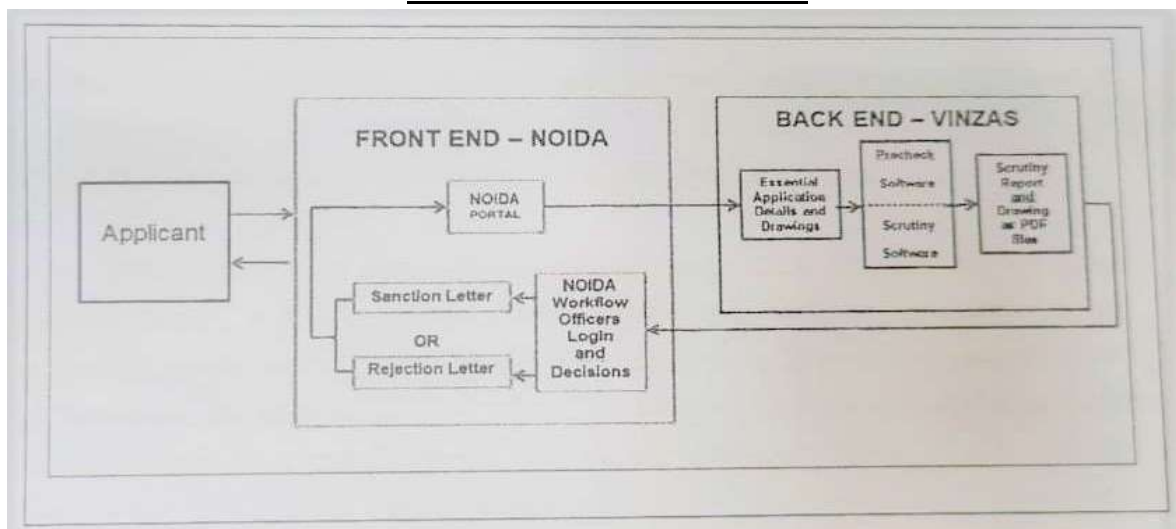 Applicant
FRONT END – NOIDA
NOIDA
PORTAL
Sanction Letter
OR
Rejection Letter
NOIDA
Workflow
Officers
Login
and
Decisions
BACK END – VINZAS
Essential
Application
Details and
Drawings
Precheck
Software
Scrutiny
Software
Scrutiny
Report
and
Drawing
as PDF
files